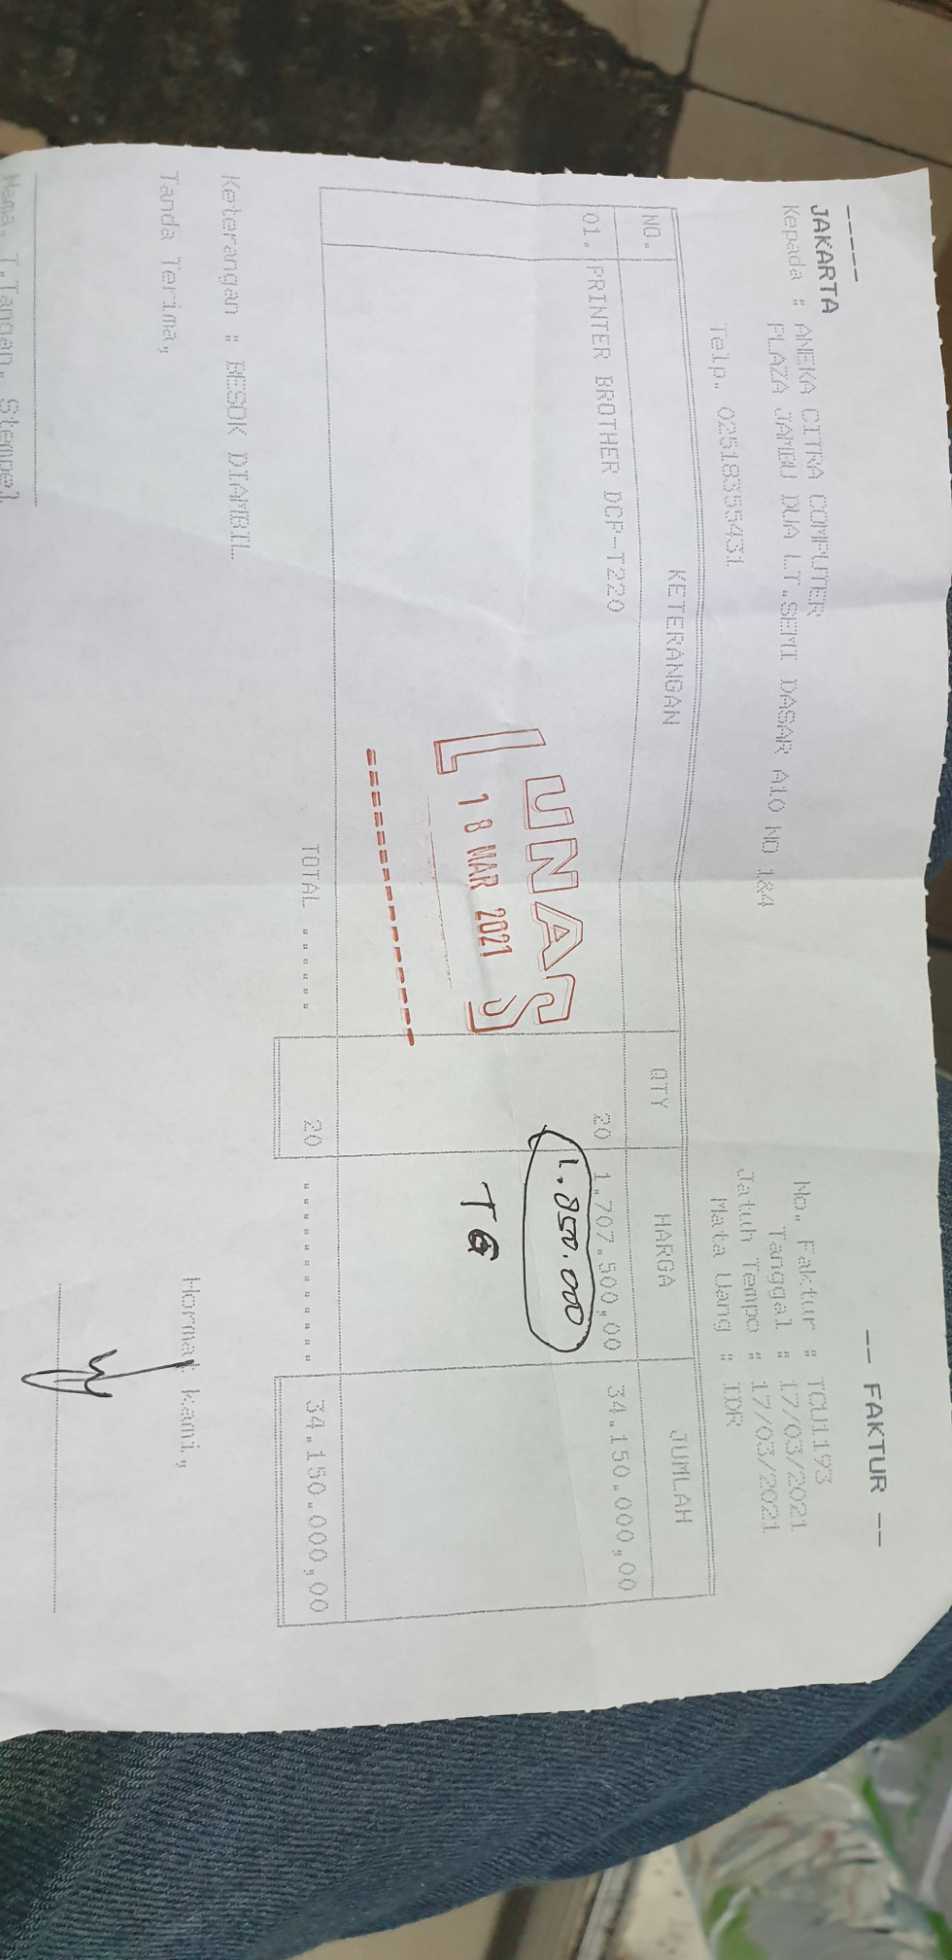 -- FAKTUR --
-----
JAKARTA
No. Faktur : TCU1193
Kepada : ANEKA CITRA COMPUTER
Tanggal : 17/03/2021
PLAZA JAMBU DUA LT.SEMI DASAR A10 NO 1&4
Jatuh Tempo : 17/03/2021
Telp. 02518355431
Mata Uang : IDR
NO. KETERANGAN QTY HARGA JUMLAH
01. PRINTER BROTHER DCP-T220 20 1.707.500,00 34.150.000,00
1.850.000
LUNAS
18 MAR 2021
TOTAL ...... 20 ............. 34.150.000,00
Keterangan : BESOK DIAMBIL
Tanda Terima, Hormat kami.,
Nama. T.Tangan. Stempel